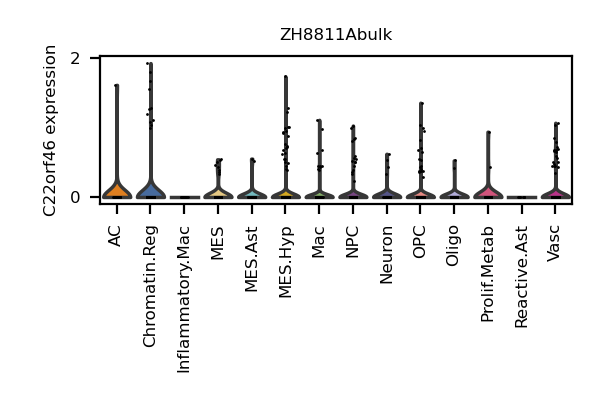 ZH8811Abulk
C22orf46 expression
2
0
AC
Chromatin.Reg
Inflammatory.Mac
MES
MES.Ast
MES.Hyp
Mac
NPC
Neuron
OPC
Oligo
Prolif.Metab
Reactive.Ast
Vasc